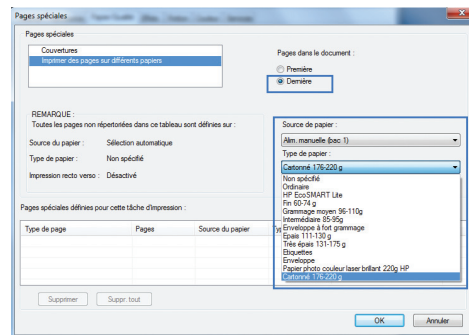 Pages spéciales
Pages spéciales
Couvertures
Imprimer des pages sur différents papiers
Pages dans le document :
Première
Dernière
REMARQUE :
Toutes les pages non répertoriées dans ce tableau sont définies sur :
Source du papier : Sélection automatique
Type de papier : Non spécifié
Impression recto verso : Désactivé
Source de papier :
Alim. manuelle (bac 1)
Type de papier :
Cartonné 176-220 g
Non spécifié
Ordinaire
HP EcoSMART Lite
Fin 60-74 g
Grammage moyen 96-110g
Intermédiaire 85-95g
Enveloppe à fort grammage
Epais 111-130 g
Très épais 131-175 g
Etiquettes
Enveloppe
Papier photo couleur laser brillant 220g HP
Cartonné 176-220 g
Pages spéciales définies pour cette tâche d'impression :
Type de page Pages Source du papier
Supprimer Suppr. tout
OK Annuler